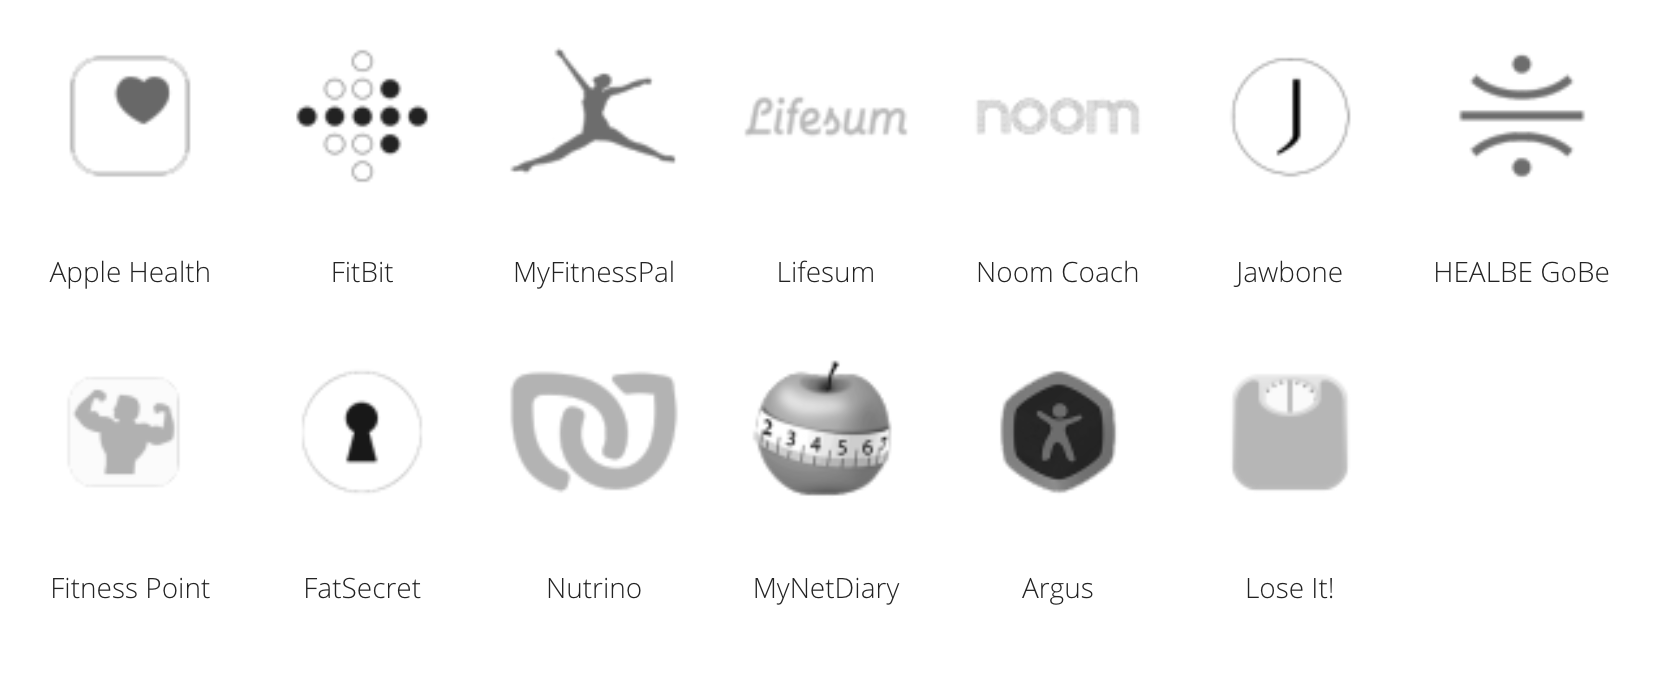 Lifesum
noom
J
Apple Health
FitBit
MyFitnessPal
Lifesum
Noom Coach
Jawbone
HEALBE GoBe
2 3 4 5 6 7
Fitness Point
FatSecret
Nutrino
MyNetDiary
Argus
Lose It!